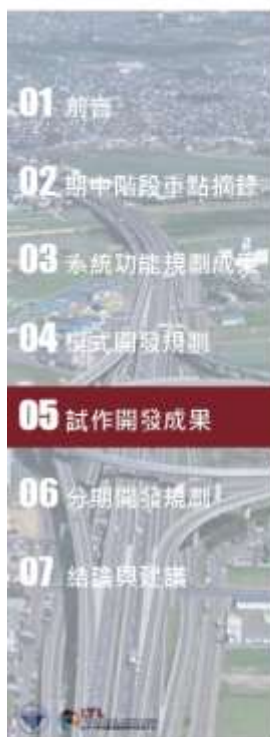 01 前言
02 期中階段重點摘錄
03 系統功能規劃成果
04 模式開發規劃
05 試作開發成果
06 分期開發規劃
07 結論與建議